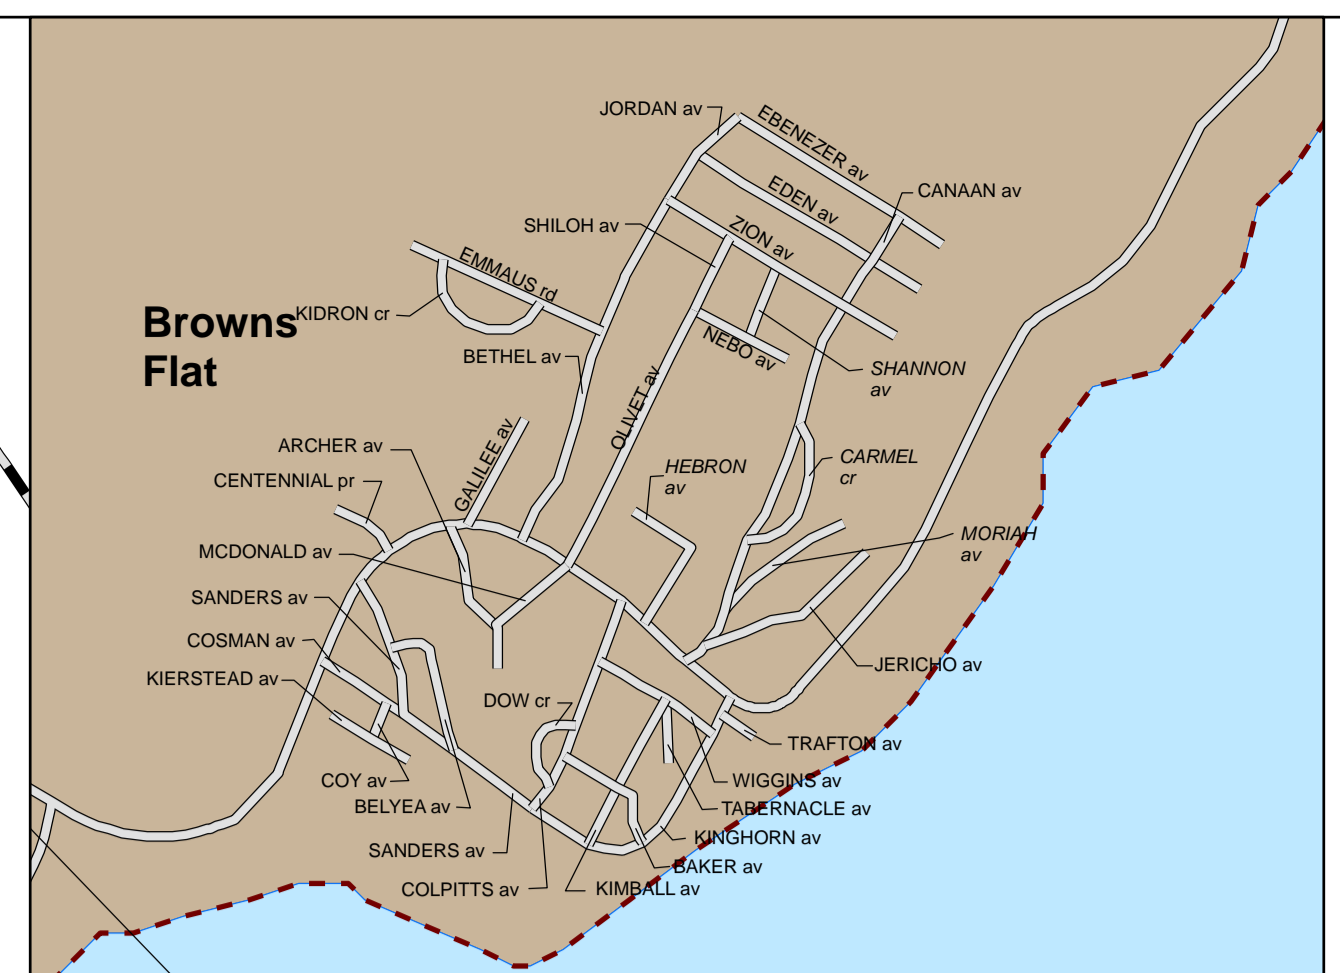 JORDAN av
EBENEZER av
EDEN av
CANAAN av
SHILOH av
ZION av
EMMAUS rd
Browns
Flat
KIDRON cr
NEBO av
BETHEL av
SHANNON
av
OLIVET av
GALILEE av
ARCHER av
CARMEL
cr
HEBRON
av
CENTENNIAL pr
MORIAH
av
MCDONALD av
SANDERS av
COSMAN av
JERICHO av
KIERSTEAD av
DOW cr
TRAFTON av
COY av
WIGGINS av
BELYEA av
TABERNACLE av
KINGHORN av
SANDERS av
BAKER av
COLPITTS av
KIMBALL av